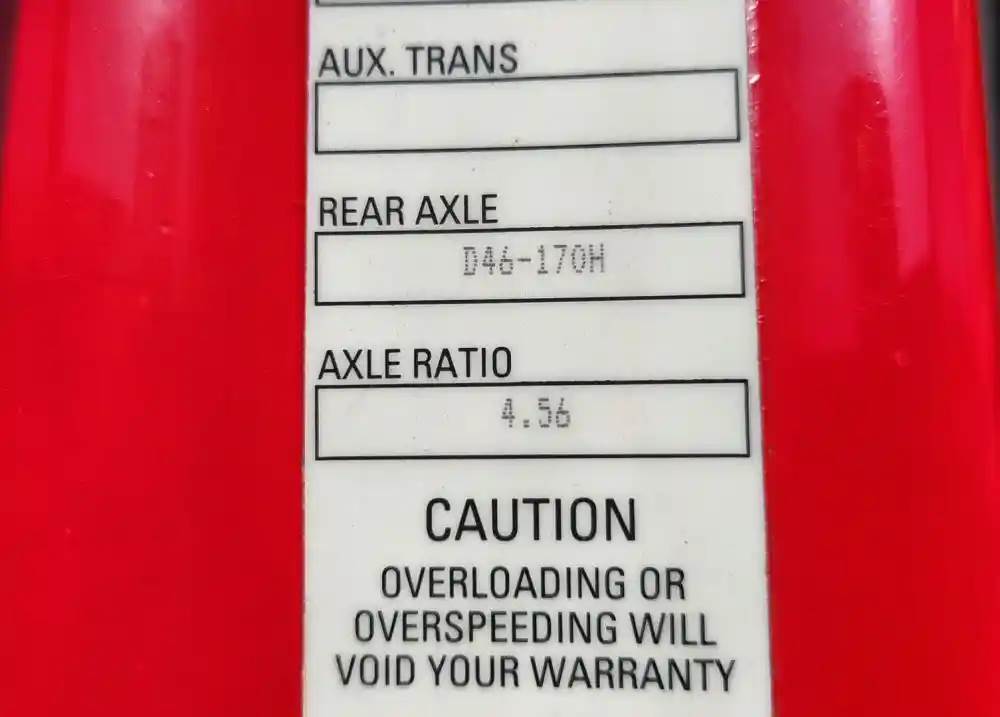 AUX. TRANS
REAR AXLE
D46-170H
AXLE RATIO
4.56
CAUTION
OVERLOADING OR
OVERSPEEDING WILL
VOID YOUR WARRANTY